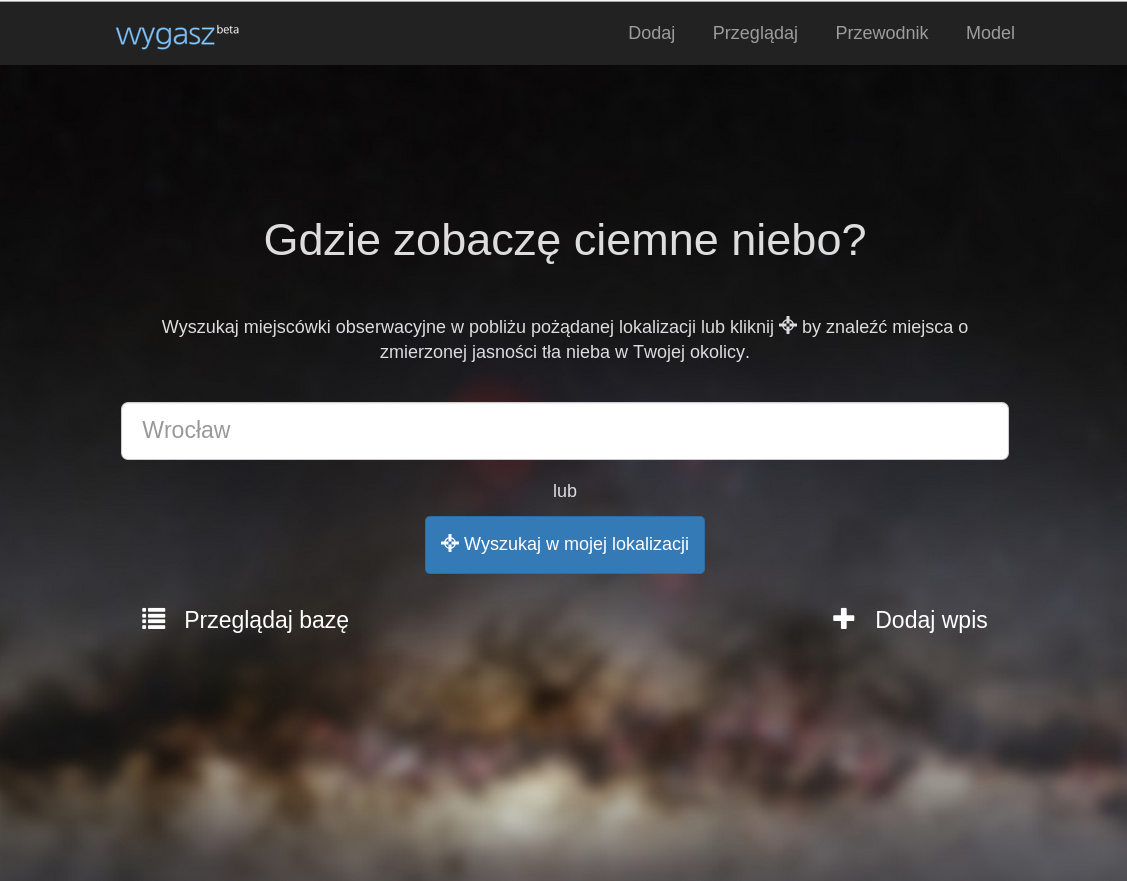 wygasz beta
Dodaj Przeglądaj Przewodnik Model
Gdzie zobaczę ciemne niebo?
Wyszukaj miejscówki obserwacyjne w pobliżu pożądanej lokalizacji lub kliknij by znaleźć miejsca o
zmierzonej jasności tła nieba w Twojej okolicy.
Wrocław
lub
Wyszukaj w mojej lokalizacji
Przeglądaj bazę Dodaj wpis